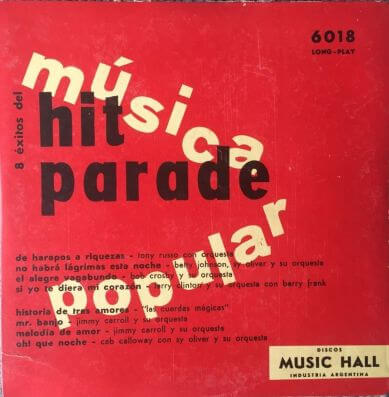 6018
LONG-PLAY
8 éxitos del
música
hit
parade
popular
de harapos a riquezas - tony russo con orquesta
no habrá lágrimas esta noche - betty johnson, sy oliver y su orquesta
el alegre vagabundo - bob crosby y su orquesta
si yo te diera mi corazón - larry clinton y su orquesta con barry frank
historia de tres amores - "las cuerdas mágicas"
mr. banjo - jimmy carroll y su orquesta
melodía de amor - jimmy carroll y su orquesta
oh! que noche - cab calloway con sy oliver y su orquesta
DISCOS
MUSIC HALL
INDUSTRIA ARGENTINA